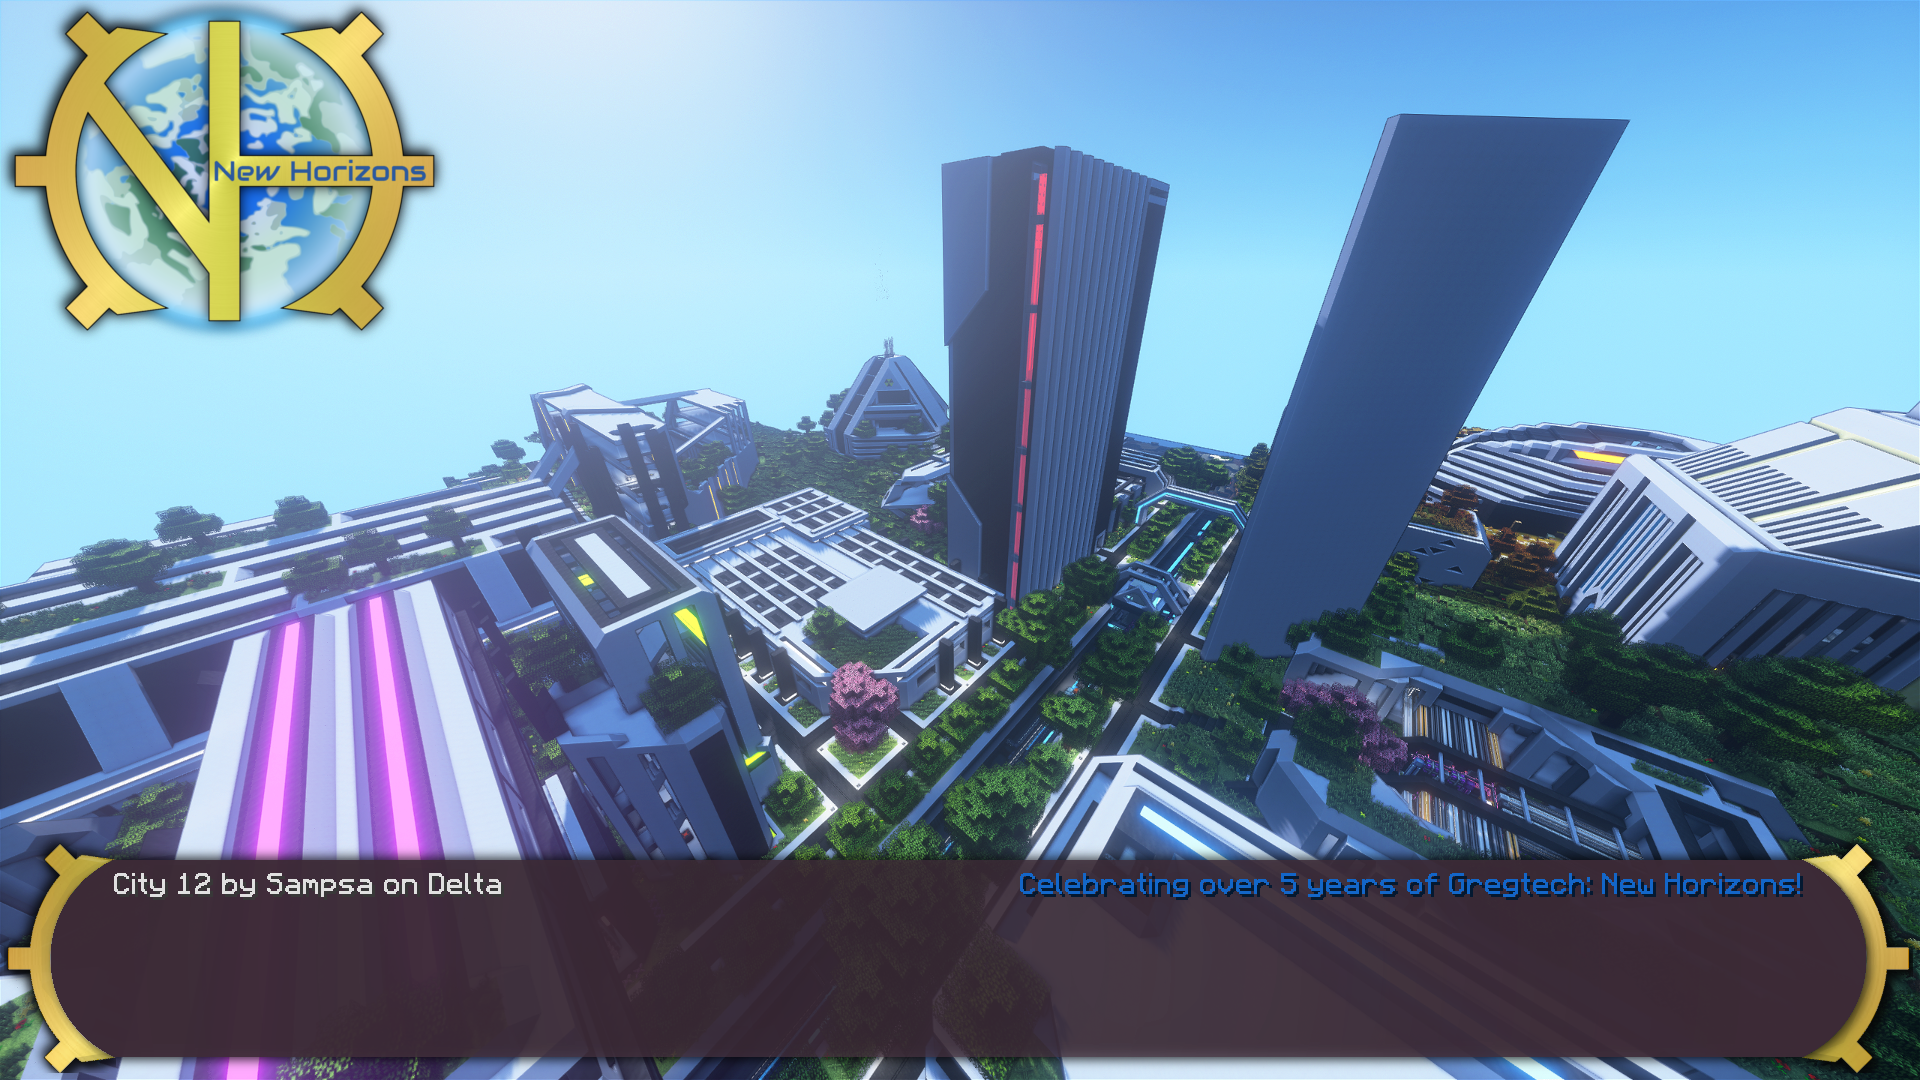 New Horizons
City 12 by Sampsa on Delta
Celebrating over 5 years of Gregtech: New Horizons!